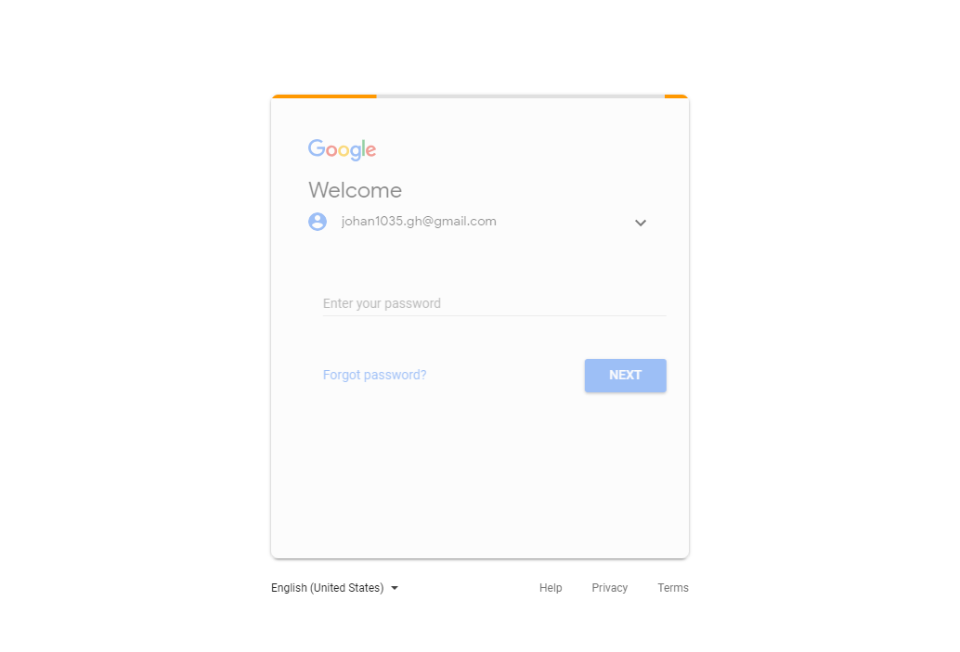 Google
Welcome
johan1035.gh@gmail.com
Enter your password
Forgot password?
NEXT
English (United States)
Help
Privacy
Terms